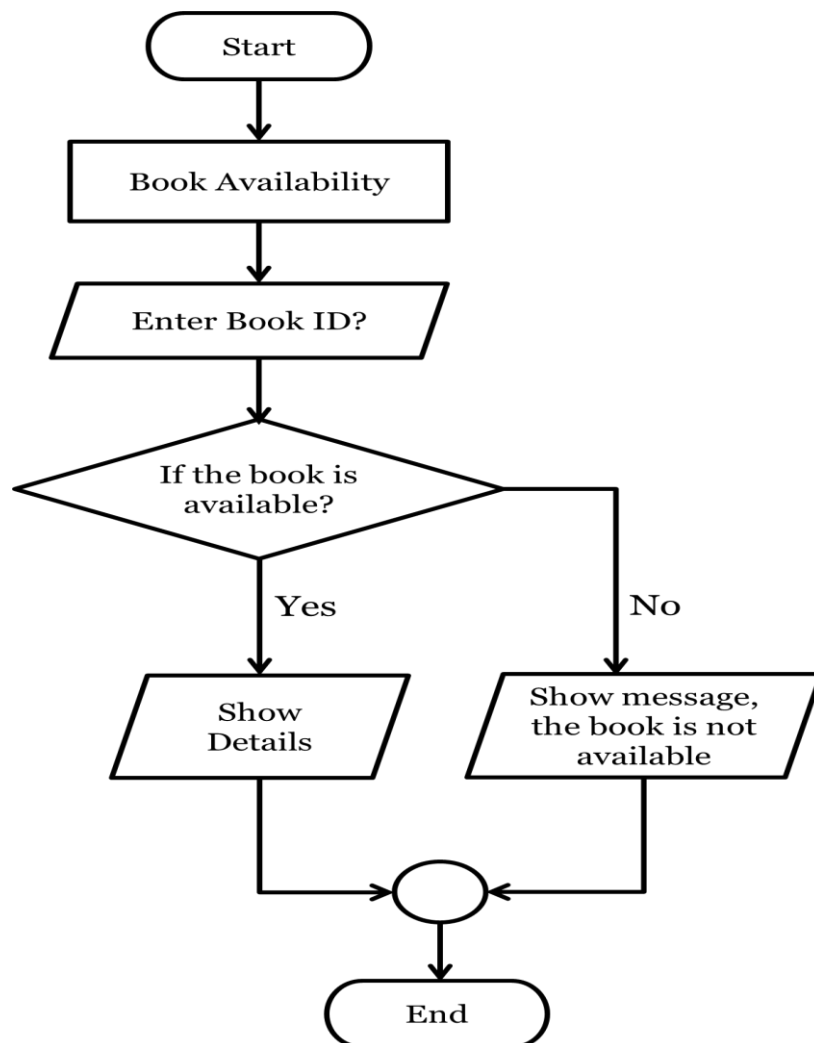 Start
Book Availability
Enter Book ID?
If the book is
available?
Yes
No
Show
Details
Show message,
the book is not
available
End